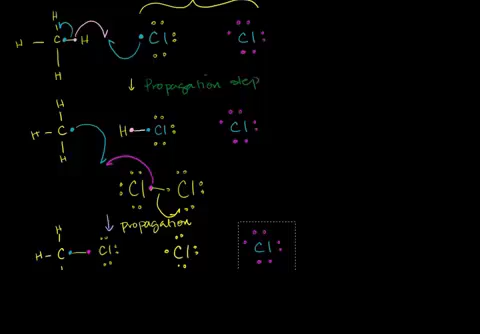 H
H C H Cl Cl
H
↓ Propagation step
H
H C H Cl Cl
H
Cl Cl
↓ propagation
H
H C Cl Cl Cl